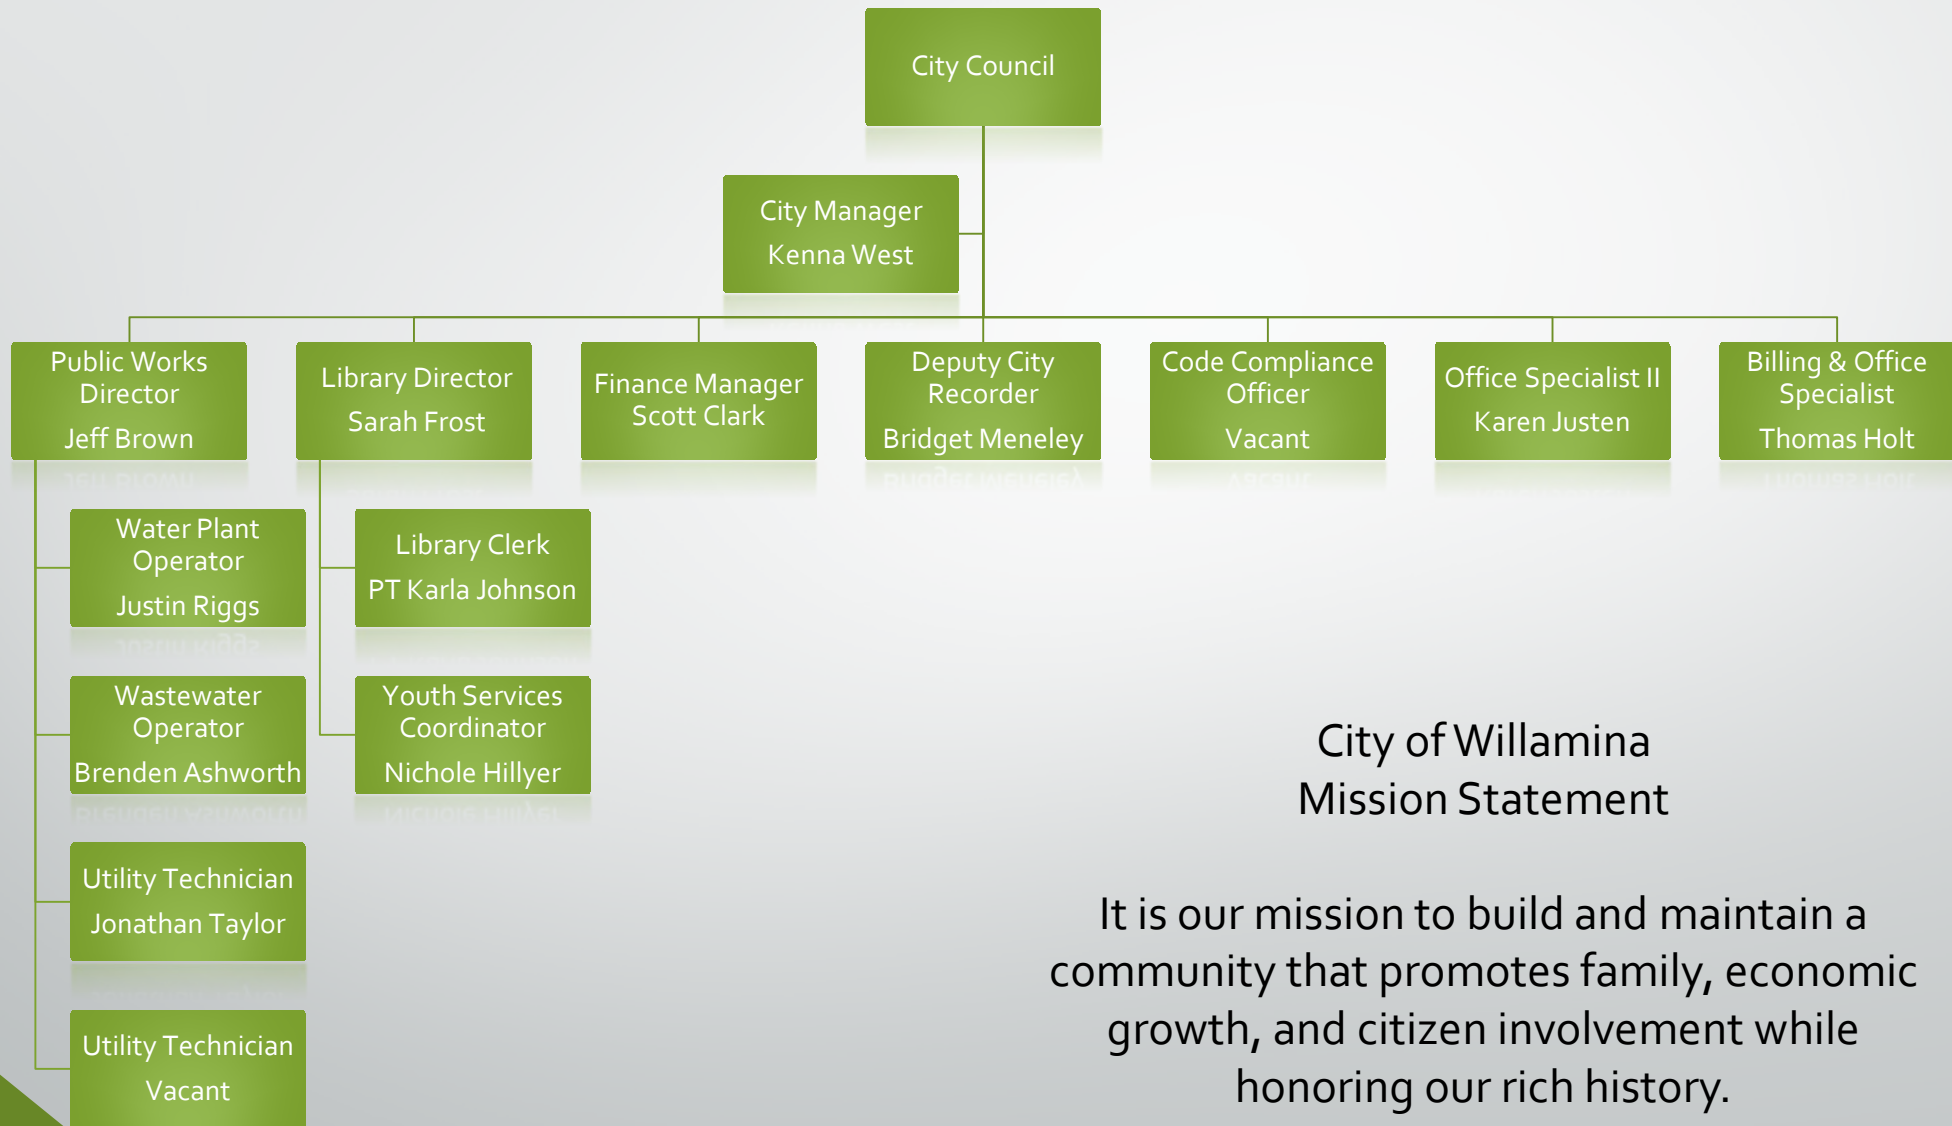 City Council
City Manager
Kenna West
Public Works
Director
Jeff Brown
Library Director
Sarah Frost
Finance Manager
Scott Clark
Deputy City
Recorder
Bridget Meneley
Code Compliance
Officer
Vacant
Office Specialist II
Karen Justen
Billing & Office
Specialist
Thomas Holt
Water Plant
Operator
Justin Riggs
Wastewater
Operator
Brenden Ashworth
Utility Technician
Jonathan Taylor
Utility Technician
Vacant
Library Clerk
PT Karla Johnson
Youth Services
Coordinator
Nichole Hillyer
City of Willamina
Mission Statement
It is our mission to build and maintain a
community that promotes family, economic
growth, and citizen involvement while
honoring our rich history.